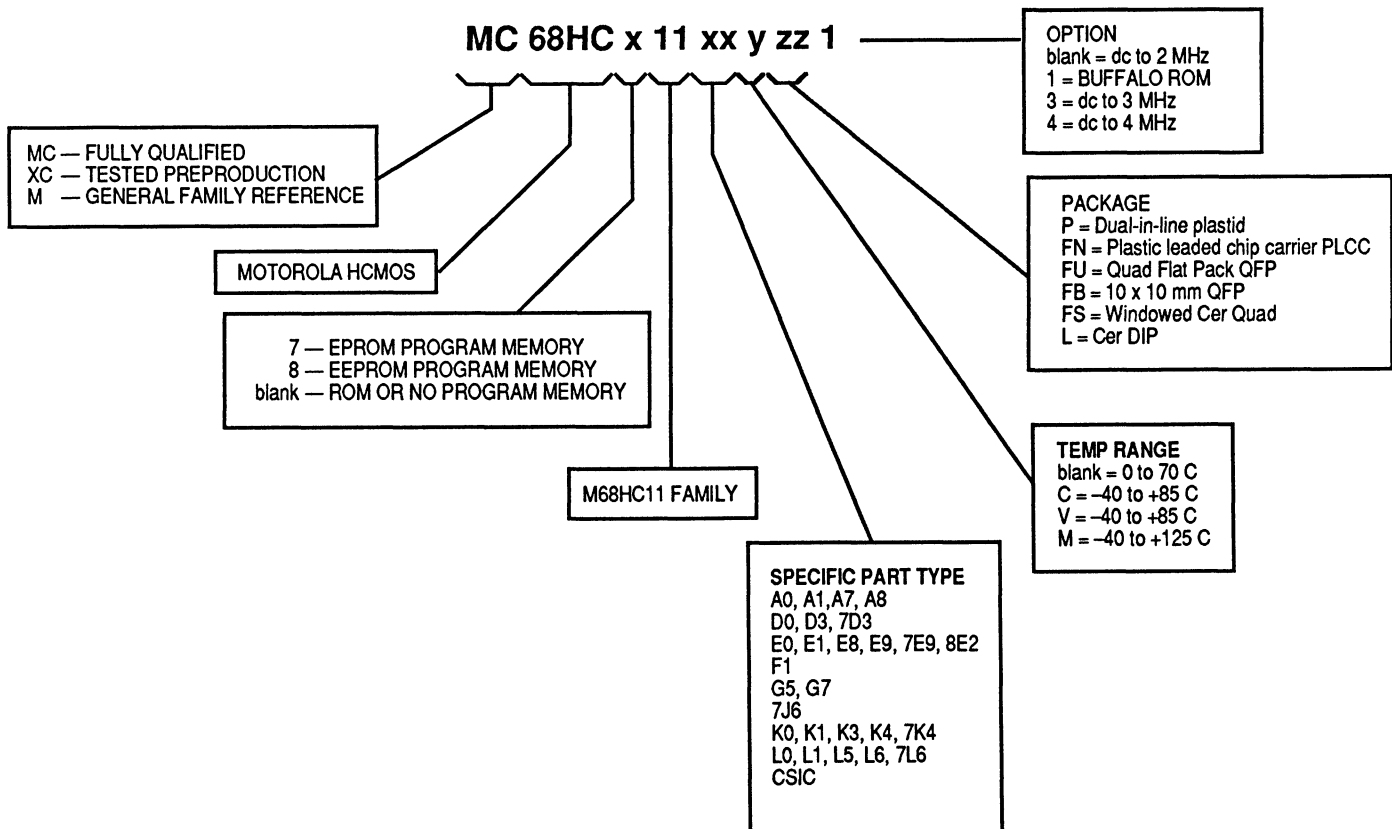 MC 68HC x 11 xx y zz 1
OPTION
blank = dc to 2 MHz
1 = BUFFALO ROM
3 = dc to 3 MHz
4 = dc to 4 MHz
MC — FULLY QUALIFIED
XC — TESTED PREPRODUCTION
M — GENERAL FAMILY REFERENCE
PACKAGE
P = Dual-in-line plastid
FN = Plastic leaded chip carrier PLCC
FU = Quad Flat Pack QFP
FB = 10 x 10 mm QFP
FS = Windowed Cer Quad
L = Cer DIP
MOTOROLA HCMOS
7 — EPROM PROGRAM MEMORY
8 — EEPROM PROGRAM MEMORY
blank — ROM OR NO PROGRAM MEMORY
TEMP RANGE
blank = 0 to 70 C
C = –40 to +85 C
V = –40 to +85 C
M = –40 to +125 C
M68HC11 FAMILY
SPECIFIC PART TYPE
A0, A1,A7, A8
D0, D3, 7D3
E0, E1, E8, E9, 7E9, 8E2
F1
G5, G7
7J6
K0, K1, K3, K4, 7K4
L0, L1, L5, L6, 7L6
CSIC